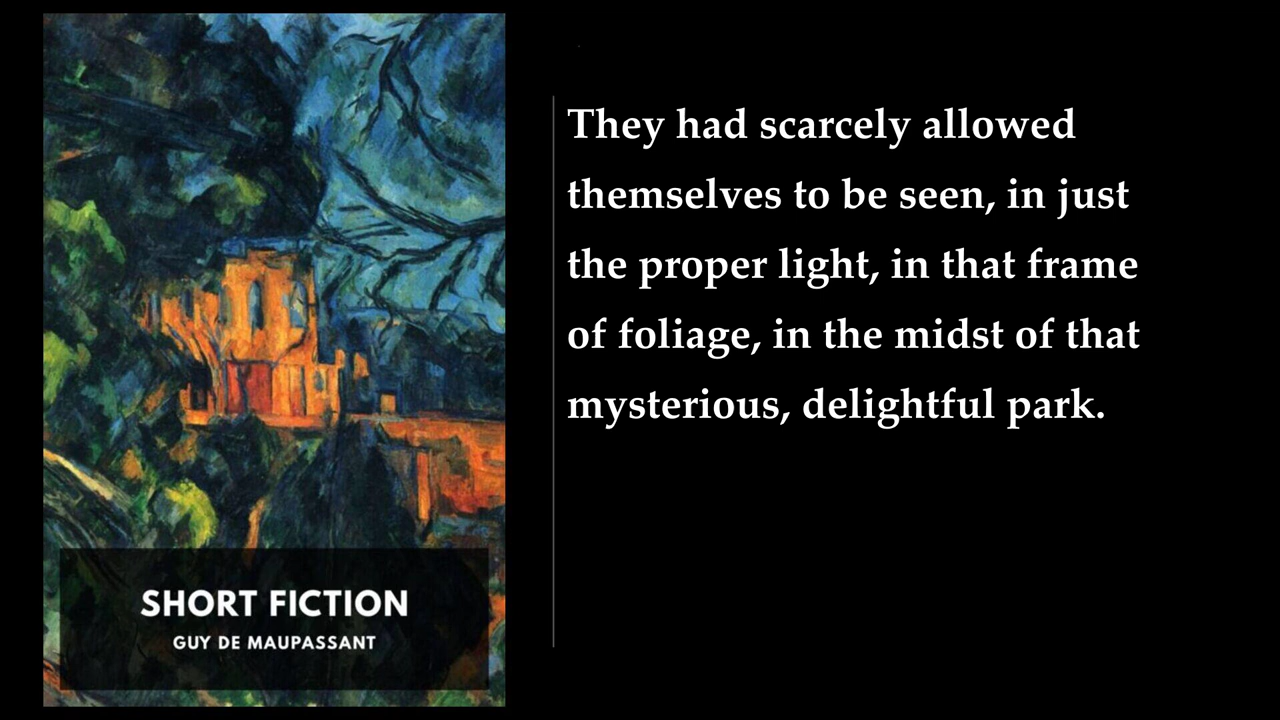 They had scarcely allowed
themselves to be seen, in just
the proper light, in that frame
of foliage, in the midst of that
mysterious, delightful park.
SHORT FICTION
GUY DE MAUPASSANT